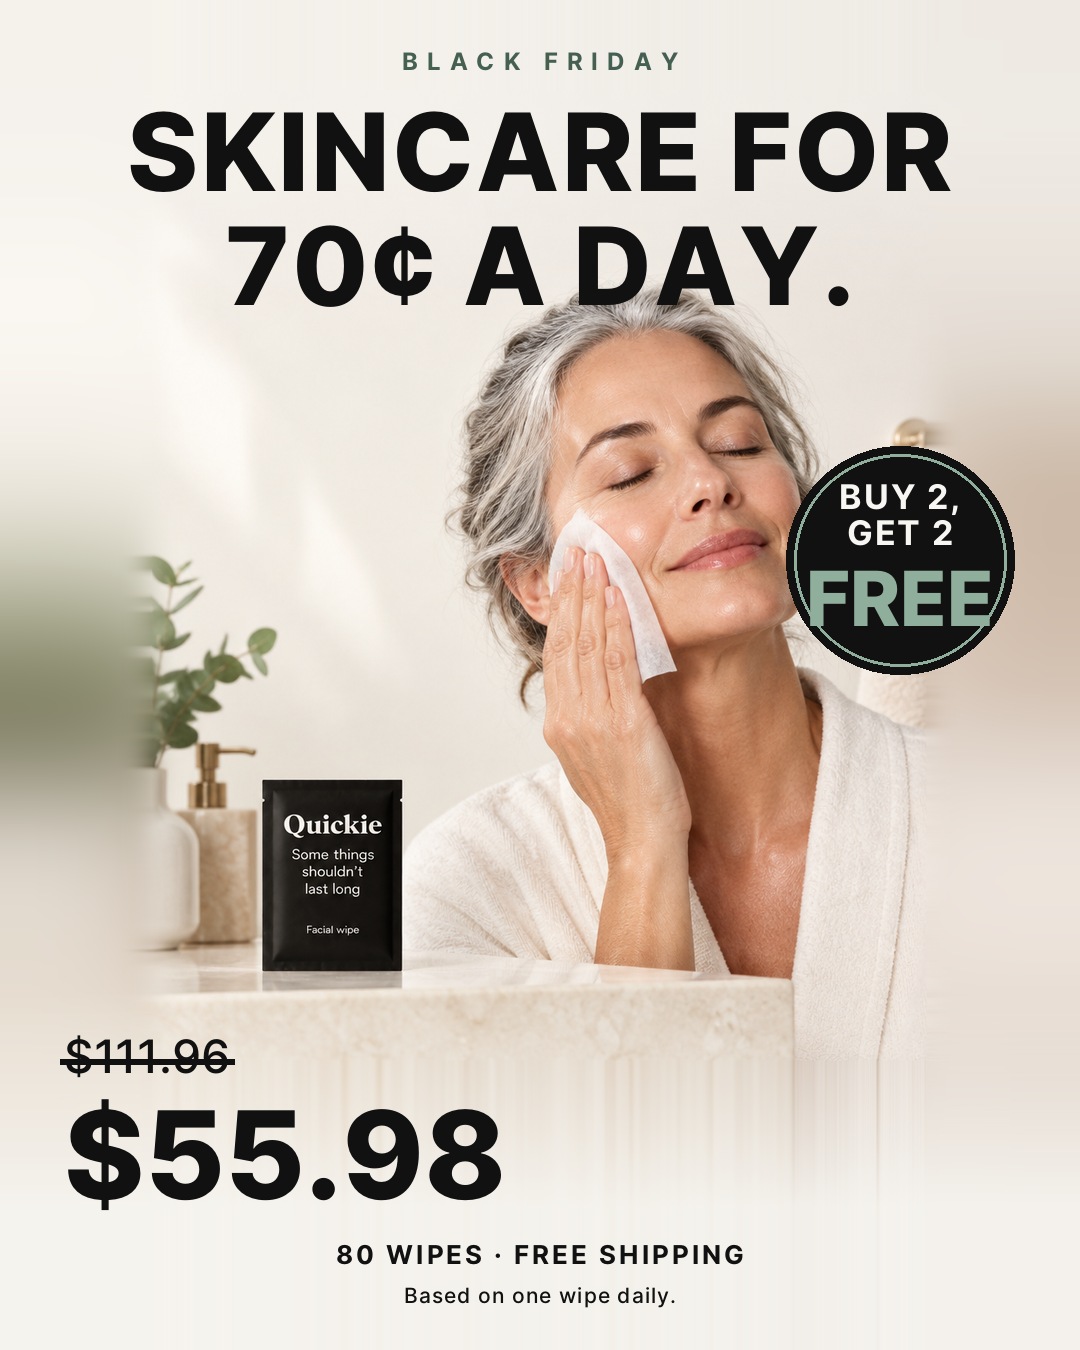 BLACK FRIDAY
SKINCARE FOR
70¢ A DAY.
BUY 2,
GET 2
FREE
Quickie
Some things
shouldn't
last long
Facial wipe
$111.96
$55.98
80 WIPES · FREE SHIPPING
Based on one wipe daily.